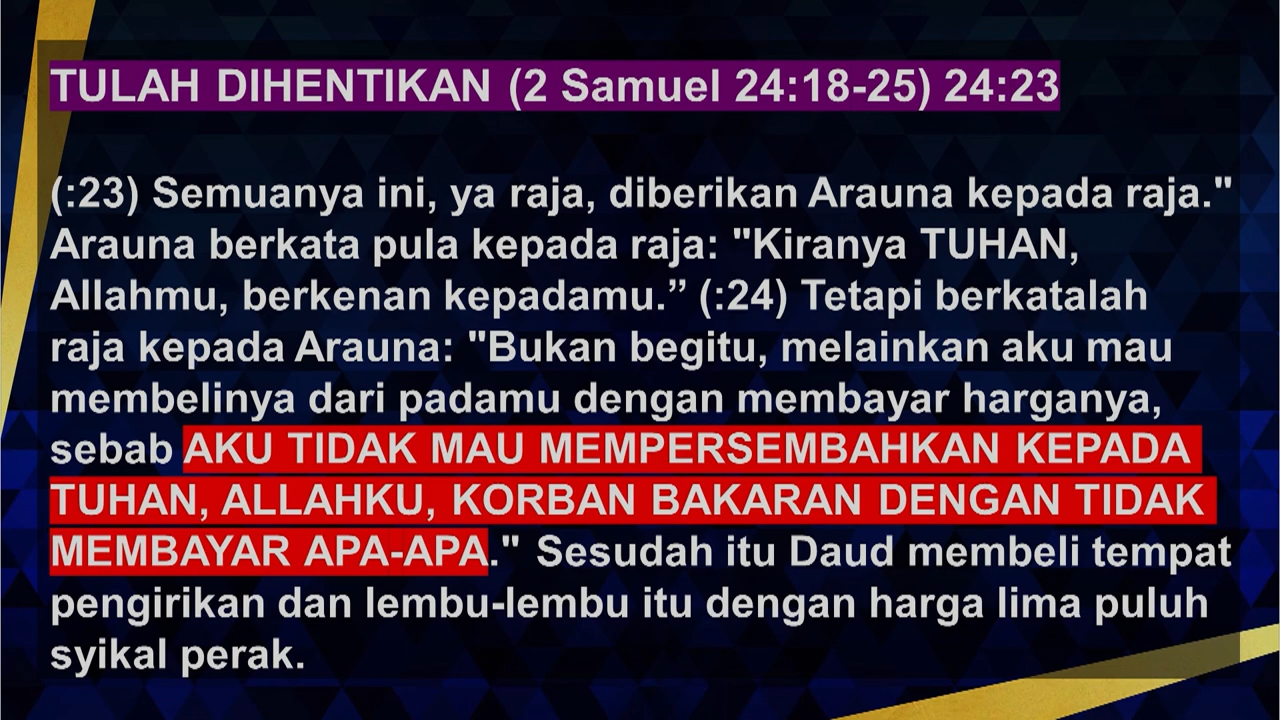 TULAH DIHENTIKAN (2 Samuel 24:18-25) 24:23
(:23) Semuanya ini, ya raja, diberikan Arauna kepada raja."
Arauna berkata pula kepada raja: "Kiranya TUHAN,
Allahmu, berkenan kepadamu.” (:24) Tetapi berkatalah
raja kepada Arauna: "Bukan begitu, melainkan aku mau
membelinya dari padamu dengan membayar harganya,
sebab AKU TIDAK MAU MEMPERSEMBAHKAN KEPADA
TUHAN, ALLAHKU, KORBAN BAKARAN DENGAN TIDAK
MEMBAYAR APA-APA." Sesudah itu Daud membeli tempat
pengirikan dan lembu-lembu itu dengan harga lima puluh
syikal perak.